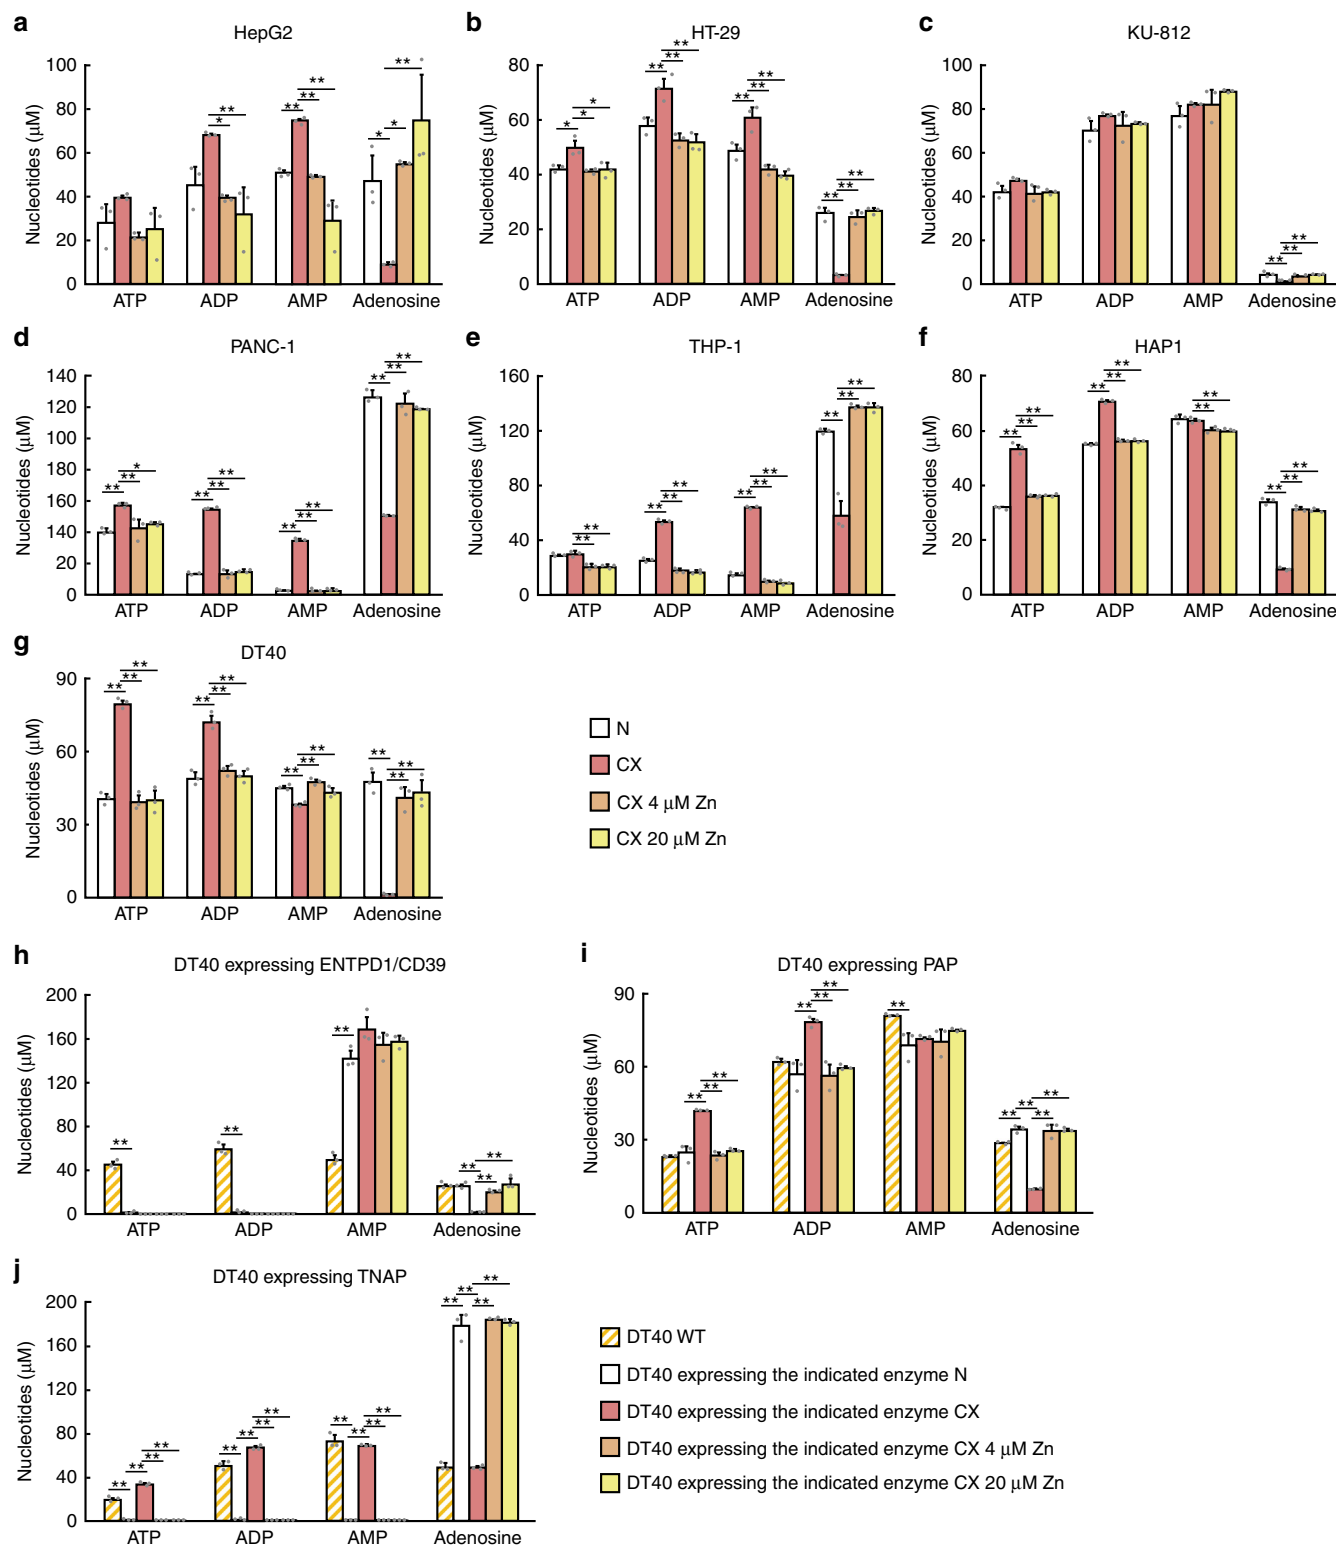 a
HepG2
Nucleotides (μM)
100
80
60
40
20
0
* ** ** ** ** ** * * **
ATP ADP AMP Adenosine
b
HT-29
Nucleotides (μM)
80
60
40
20
0
* * * ** ** ** ** ** ** ** ** **
ATP ADP AMP Adenosine
c
KU-812
Nucleotides (μM)
100
80
60
40
20
0
** ** **
ATP ADP AMP Adenosine
d
PANC-1
Nucleotides (μM)
140
120
100
180
160
140
120
0
** ** * ** ** ** ** ** ** ** ** **
ATP ADP AMP Adenosine
e
THP-1
Nucleotides (μM)
160
120
80
40
0
** ** ** ** ** ** ** ** ** ** **
ATP ADP AMP Adenosine
f
HAP1
Nucleotides (μM)
80
60
40
20
0
** ** ** ** ** ** ** ** ** ** **
ATP ADP AMP Adenosine
g
DT40
Nucleotides (μM)
90
60
30
0
** ** ** ** ** ** ** ** ** ** ** **
ATP ADP AMP Adenosine
N
CX
CX 4 μM Zn
CX 20 μM Zn
h
DT40 expressing ENTPD1/CD39
Nucleotides (μM)
200
160
140
80
40
0
** ** ** ** ** **
ATP ADP AMP Adenosine
i
DT40 expressing PAP
Nucleotides (μM)
90
60
30
0
** ** ** ** ** ** ** ** ** ** **
ATP ADP AMP Adenosine
j
DT40 expressing TNAP
Nucleotides (μM)
200
160
120
80
40
0
** ** ** ** ** ** ** ** ** ** ** ** ** ** ** **
ATP ADP AMP Adenosine
DT40 WT
DT40 expressing the indicated enzyme N
DT40 expressing the indicated enzyme CX
DT40 expressing the indicated enzyme CX 4 μM Zn
DT40 expressing the indicated enzyme CX 20 μM Zn